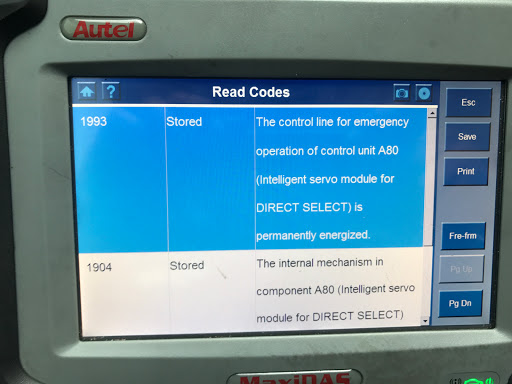 Autel
Read Codes
?
Esc
Save
Print
Fre-frm
Pg Up
Pg Dn
1993 Stored The control line for emergency
operation of control unit A80
(Intelligent servo module for
DIRECT SELECT) is
permanently energized.
1904 Stored The internal mechanism in
component A80 (Intelligent servo
module for DIRECT SELECT)
MaxiDAS